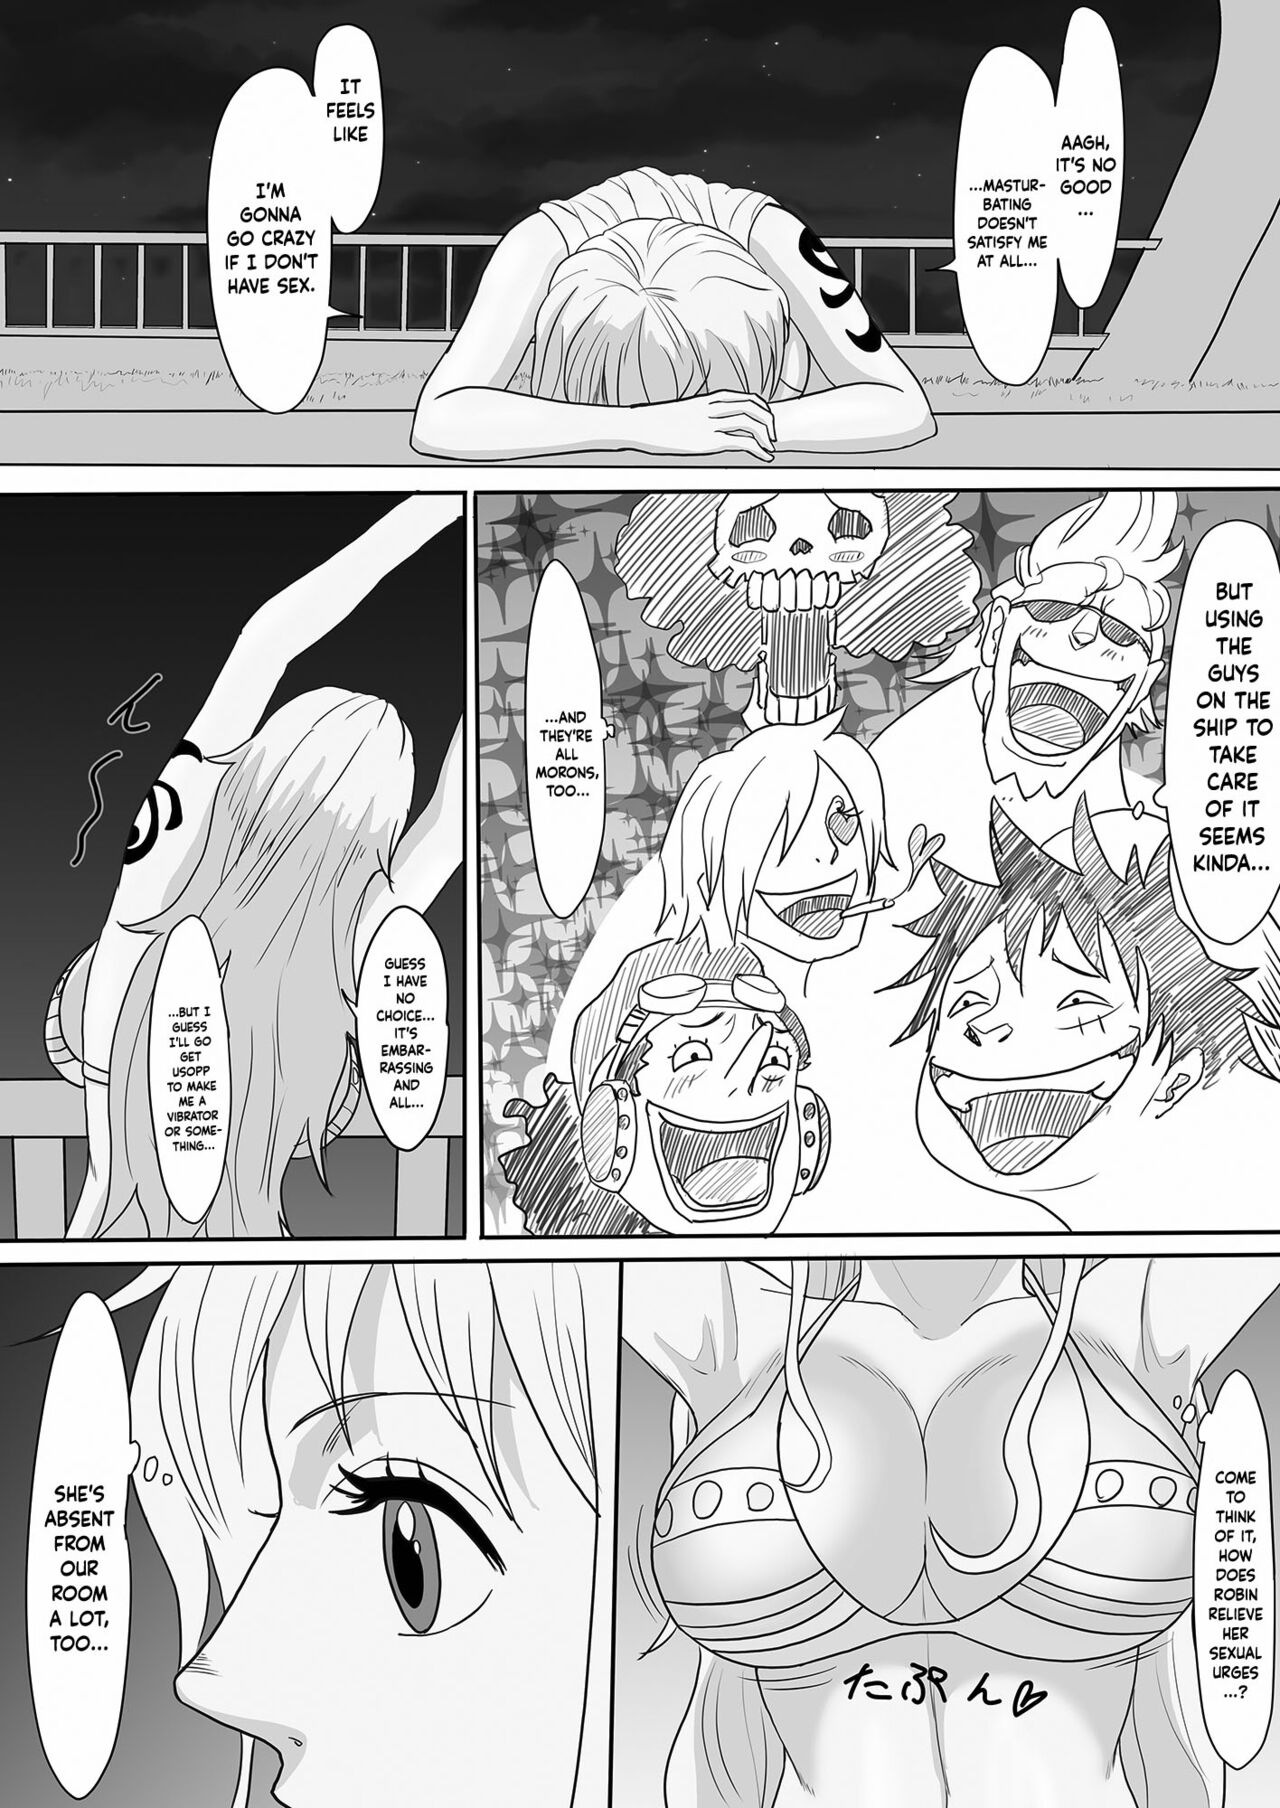 AAGH,
IT'S NO
GOOD
...
...MASTUR-
BATING
DOESN'T
SATISFY ME
AT ALL...
IT
FEELS
LIKE
I'M
GONNA
GO CRAZY
IF I DON'T
HAVE SEX.
BUT
USING
THE
GUYS
ON THE
SHIP TO
TAKE
CARE
OF IT
SEEMS
KINDA...
...AND
THEY'RE
ALL
MORONS,
TOO...
GUESS
I HAVE
NO
CHOICE...
IT'S
EMBAR-
RASSING
AND
ALL...
...BUT I
GUESS
I'LL GO
GET
USOPP
TO MAKE
ME A
VIBRATOR
OR SOME-
THING...
COME
TO
THINK
OF IT,
HOW
DOES
ROBIN
RELIEVE
HER
SEXUAL
URGES
...?
たぷん♡
SHE'S
ABSENT
FROM
OUR
ROOM
A LOT,
TOO...